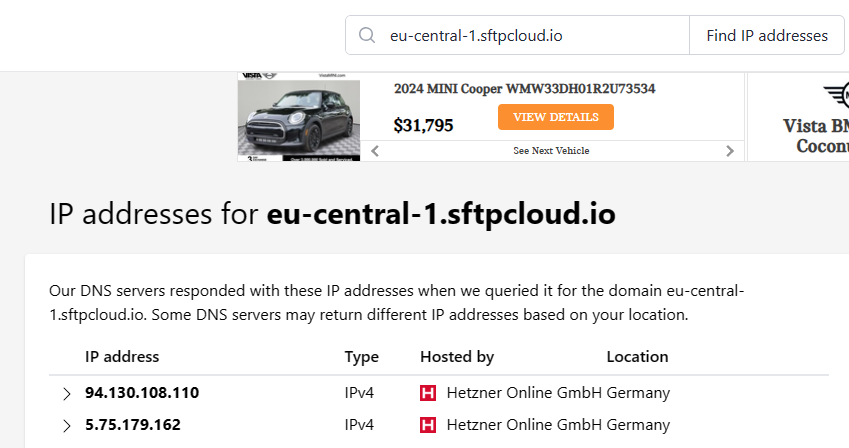 eu-central-1.sftpcloud.io Find IP addresses
VISTA VistaMINI.com
2024 MINI Cooper WMW33DH01R2U73534
$31,795 VIEW DETAILS
See Next Vehicle
Vista BM
Coconu
IP addresses for eu-central-1.sftpcloud.io
Our DNS servers responded with these IP addresses when we queried it for the domain eu-central-
1.sftpcloud.io. Some DNS servers may return different IP addresses based on your location.
IP address Type Hosted by Location
94.130.108.110 IPv4 H Hetzner Online GmbH Germany
5.75.179.162 IPv4 H Hetzner Online GmbH Germany